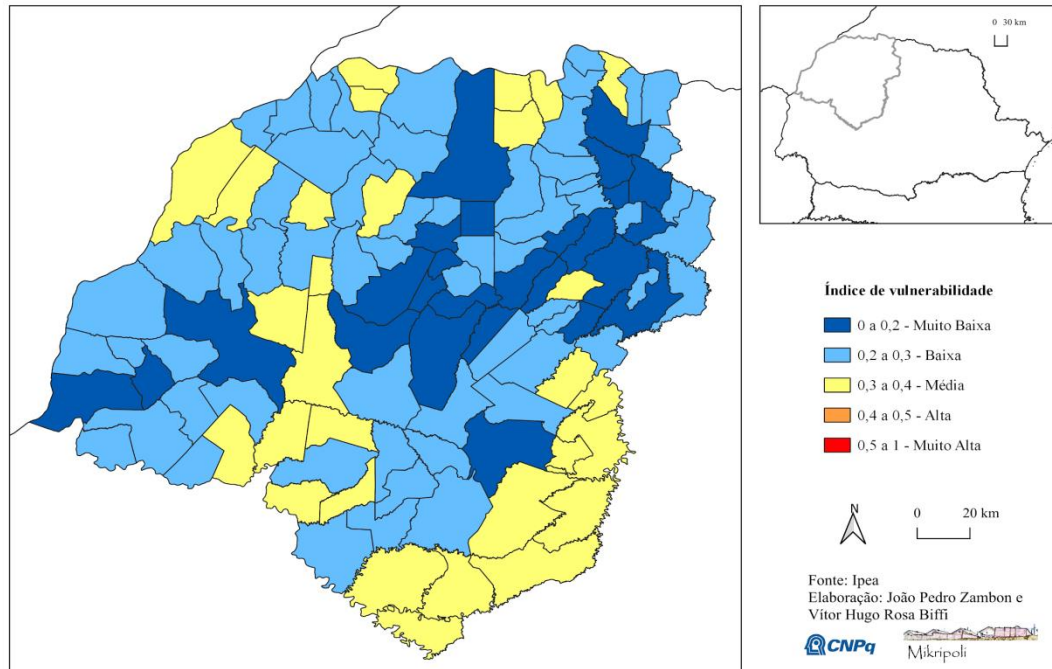 0 30 km
Índice de vulnerabilidade
0 a 0,2 - Muito Baixa
0,2 a 0,3 - Baixa
0,3 a 0,4 - Média
0,4 a 0,5 - Alta
0,5 a 1 - Muito Alta
N
0 20 km
Fonte: Ipea
Elaboração: João Pedro Zambon e
Vítor Hugo Rosa Biffi
CNPq
Mikripoli